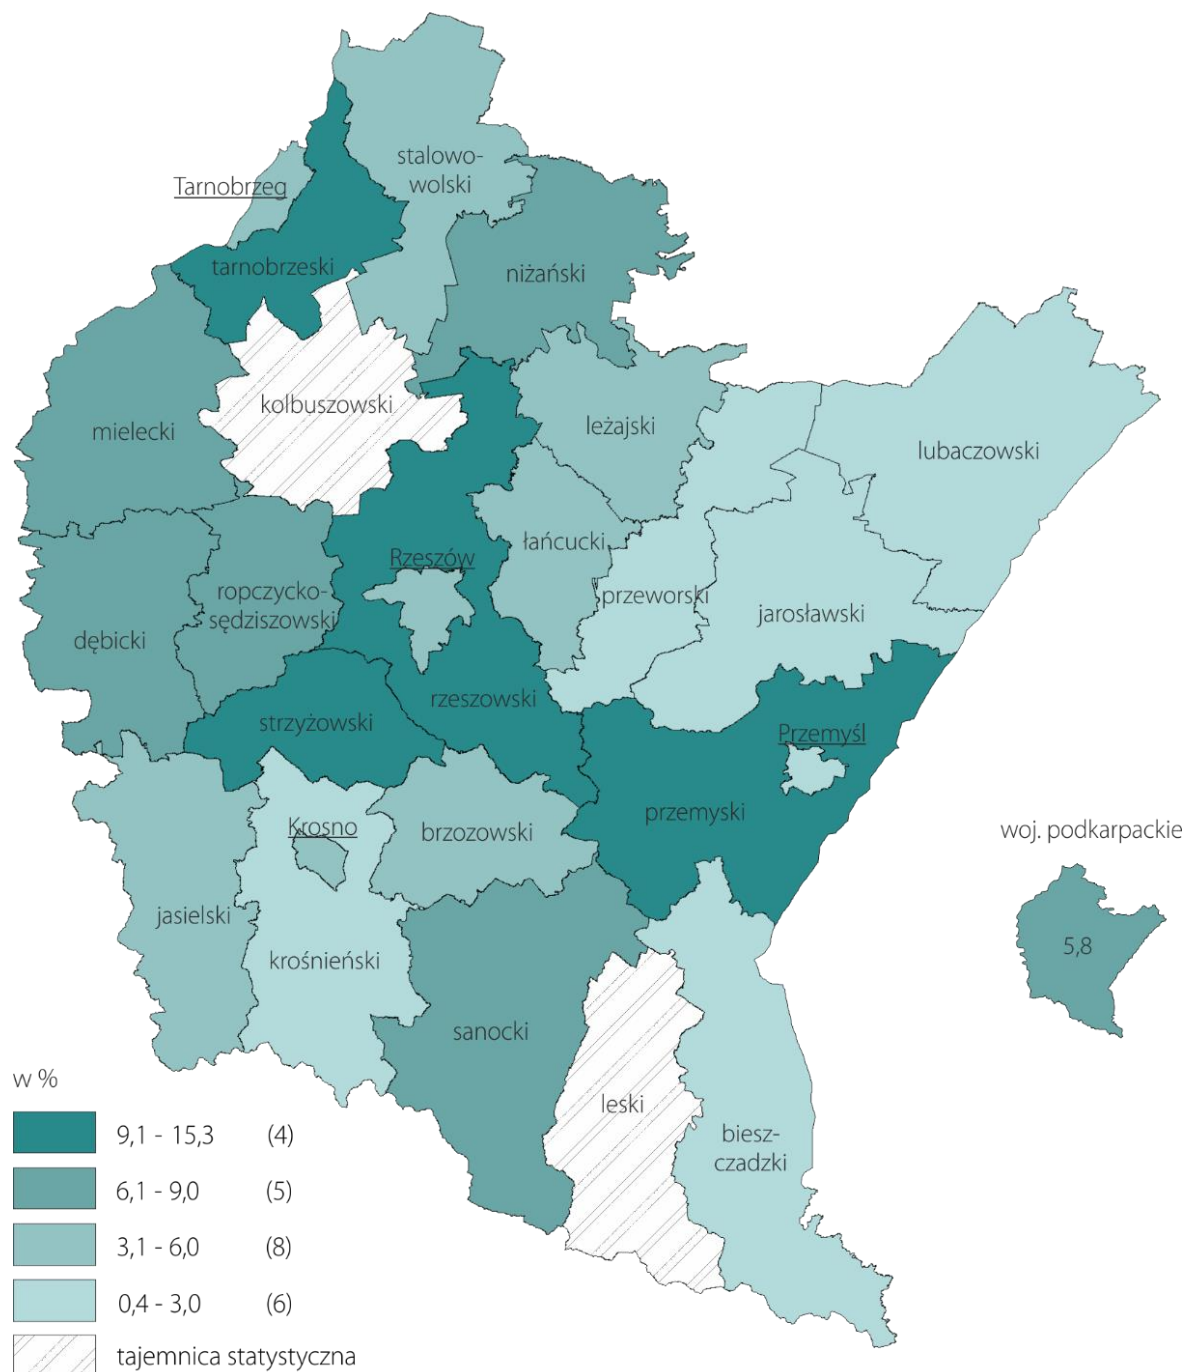 stalowo-
wolski
Tarnobrzeg
tarnobrzeski
niżański
kolbuszowski
mielecki
leżajski
lubaczowski
łańcucki
Rzeszów
ropczycko-
sędziszowski
przeworski
jarosławski
dębicki
rzeszowski
strzyżowski
Przemyśl
przemyski
Krosno
brzozowski
woj. podkarpackie
jasielski
5,8
krośnieński
sanocki
leski
biesz-
czadzki
w %
9,1 - 15,3 (4)
6,1 - 9,0 (5)
3,1 - 6,0 (8)
0,4 - 3,0 (6)
tajemnica statystyczna